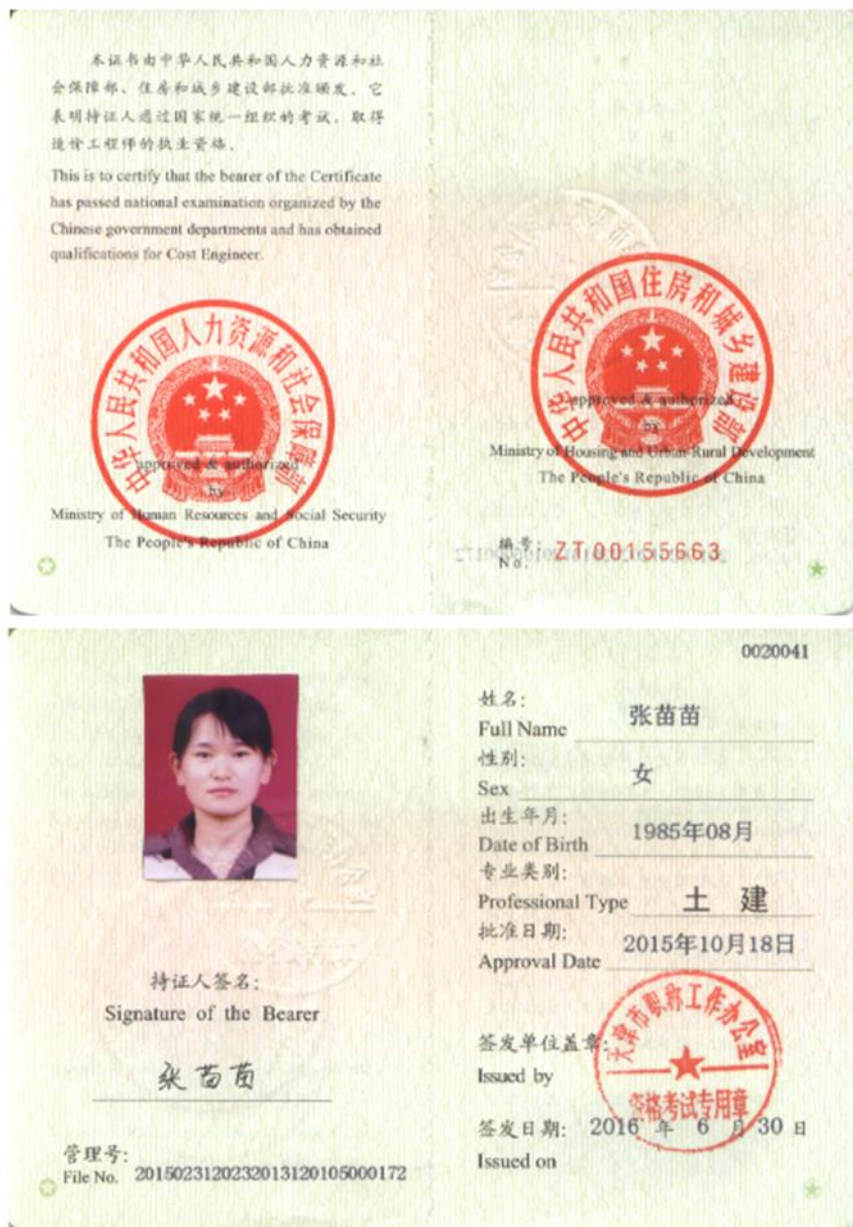 本证书由中华人民共和国人力资源和社
会保障部、住房和城乡建设部批准颁发，它
表明持证人通过国家统一组织的考试，取得
造价工程师的执业资格。
This is to certify that the bearer of the Certificate
has passed national examination organized by the
Chinese government departments and has obtained
qualifications for Cost Engineer.
中华人民共和国人力资源和社会保障部
approved & authorized
by
Ministry of Human Resources and Social Security
The People's Republic of China
中华人民共和国住房和城乡建设部
approved & authorized
by
Ministry of Housing and Urban-Rural Development
The People's Republic of China
编号: ZT00155663
No.
持证人签名:
Signature of the Bearer
张苗苗
管理号:
File No. 2015023120232013120105000172
0020041
姓名:
Full Name 张苗苗
性别:
Sex 女
出生年月:
Date of Birth 1985年08月
专业类别:
Professional Type 土 建
批准日期:
Approval Date 2015年10月18日
签发单位盖章:
Issued by
天津市职称工作办公室
资格考试专用章
签发日期: 2016 年 6 月 30 日
Issued on